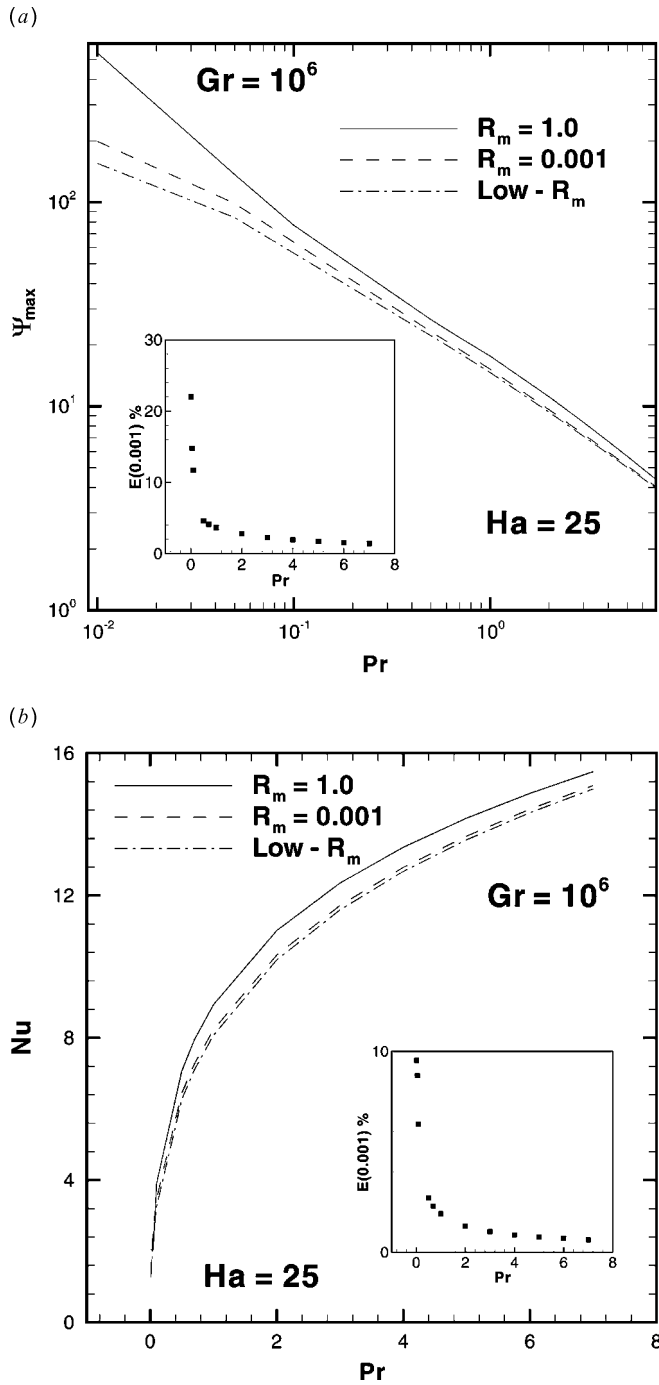 (a)
Gr = 10^6
R_m = 1.0
R_m = 0.001
Low - R_m
10^2
10^1
10^0
Ψ_max
30
20
10
0
E(0.001) %
0 2 4 6 8
Pr
Ha = 25
10^-2 10^-1 10^0
Pr
(b)
16
12
8
4
0
Nu
R_m = 1.0
R_m = 0.001
Low - R_m
Gr = 10^6
10
0
E(0.001) %
0 2 4 6 8
Pr
Ha = 25
0 2 4 6 8
Pr